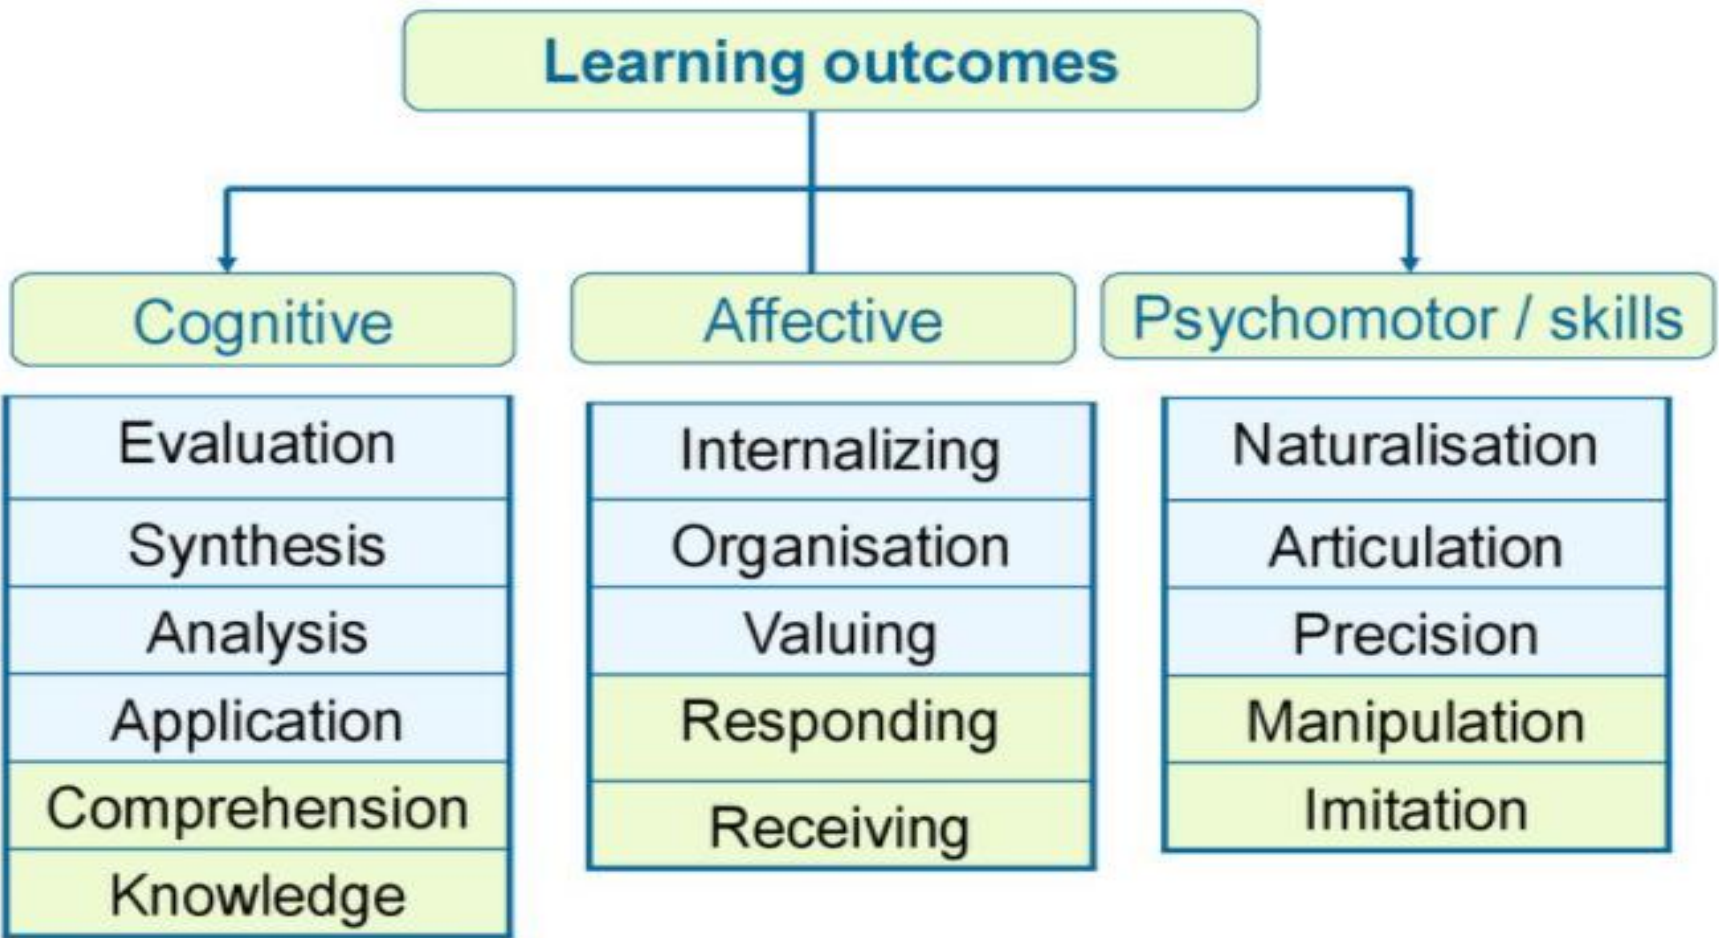 Learning outcomes
Cognitive
Affective
Psychomotor / skills
Evaluation
Synthesis
Analysis
Application
Comprehension
Knowledge
Internalizing
Organisation
Valuing
Responding
Receiving
Naturalisation
Articulation
Precision
Manipulation
Imitation